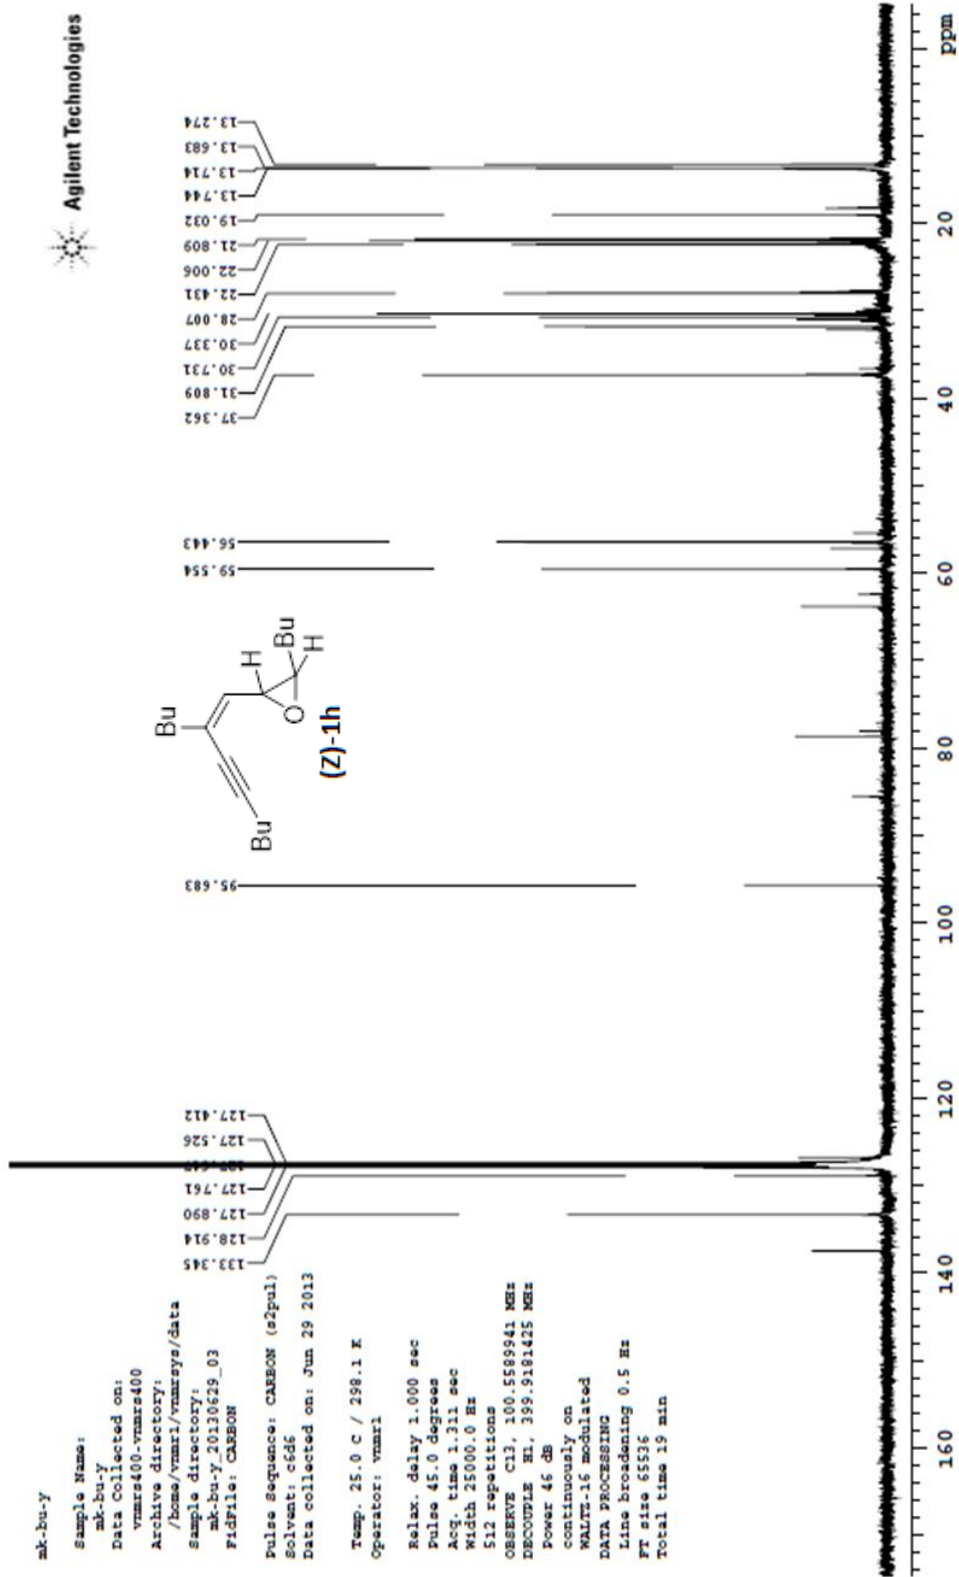 Agilent Technologies
mk-bu-y
Sample Name:
mk-bu-y
Data Collected on:
vnmrs400-vnmrs400
Archive directory:
/home/vnmr1/vnmrsys/data
Sample directory:
mk-bu-y_20130629_03
FidFile: CARBON
Pulse Sequence: CARBON (s2pul)
Solvent: c6d6
Data collected on: Jun 29 2013
Temp. 25.0 C / 298.1 K
Operator: vnmr1
Relax. delay 1.000 sec
Pulse 45.0 degrees
Acq. time 1.311 sec
Width 25000.0 Hz
512 repetitions
OBSERVE C13, 100.5589941 MHz
DECOUPLE H1, 399.9181425 MHz
Power 46 dB
continuously on
WALTZ-16 modulated
DATA PROCESSING
Line broadening 0.5 Hz
FT size 65536
Total time 19 min
133.345
128.914
127.890
127.761
127.526
127.412
95.683
59.554
56.443
37.362
31.809
30.731
30.337
28.007
22.431
22.006
21.809
19.032
13.744
13.714
13.683
13.274
Bu
Bu
H
Bu
H
O
(Z)-1h
160
140
120
100
80
60
40
20
ppm